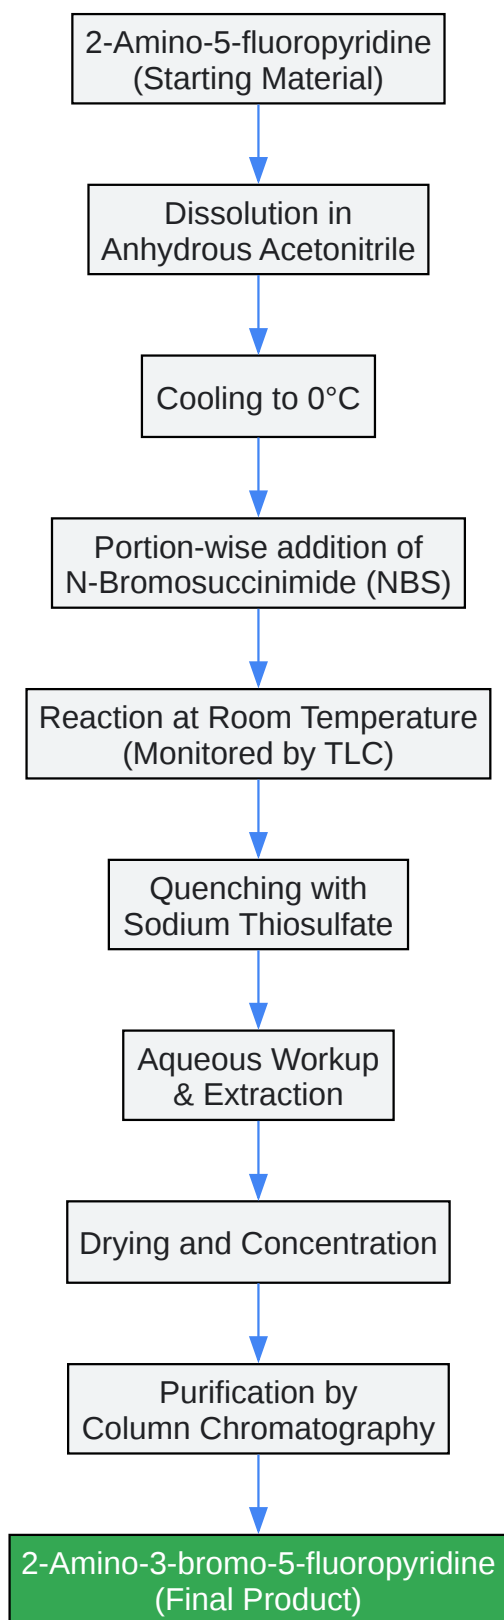 2-Amino-5-fluoropyridine
(Starting Material)
Dissolution in
Anhydrous Acetonitrile
Cooling to 0°C
Portion-wise addition of
N-Bromosuccinimide (NBS)
Reaction at Room Temperature
(Monitored by TLC)
Quenching with
Sodium Thiosulfate
Aqueous Workup
& Extraction
Drying and Concentration
Purification by
Column Chromatography
2-Amino-3-bromo-5-fluoropyridine
(Final Product)